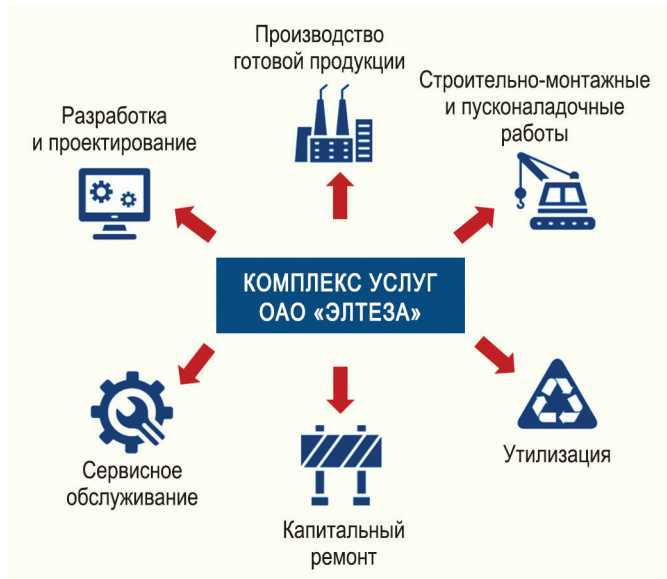 Производство
готовой продукции
Строительно-монтажные
и пусконаладочные
работы
Разработка
и проектирование
КОМПЛЕКС УСЛУГ
ОАО «ЭЛТЕЗА»
Сервисное
обслуживание
Капитальный
ремонт
Утилизация